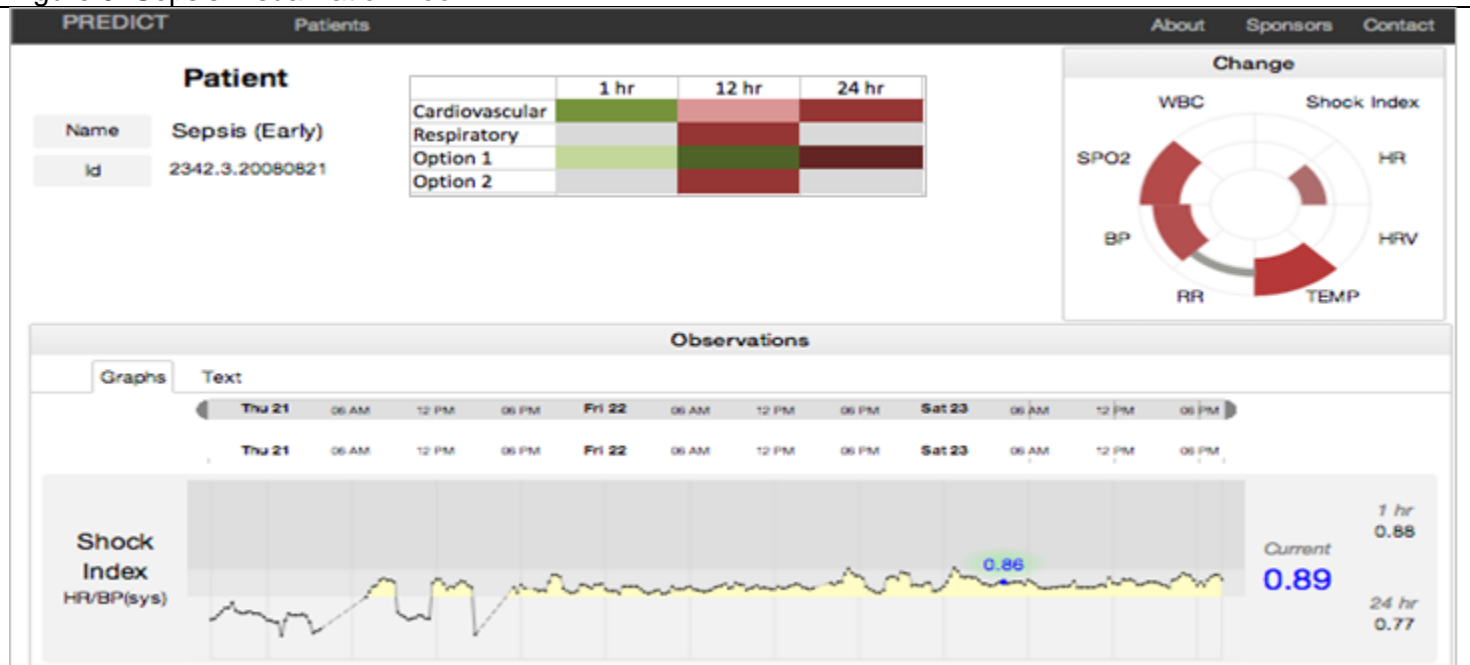 PREDICT Patients About Sponsors Contact
Patient
Name Sepsis (Early)
Id 2342.3.20080821
1 hr 12 hr 24 hr
Cardiovascular
Respiratory
Option 1
Option 2
Change
WBC Shock Index
SPO2 HR
BP HRV
RR TEMP
Observations
Graphs Text
Thu 21 06 AM 12 PM 06 PM Fri 22 06 AM 12 PM 06 PM Sat 23 06 AM 12 PM 06 PM
Thu 21 06 AM 12 PM 06 PM Fri 22 06 AM 12 PM 06 PM Sat 23 06 AM 12 PM 06 PM
Shock
Index
HR/BP(sys)
0.86
Current
0.89
1 hr
0.88
24 hr
0.77